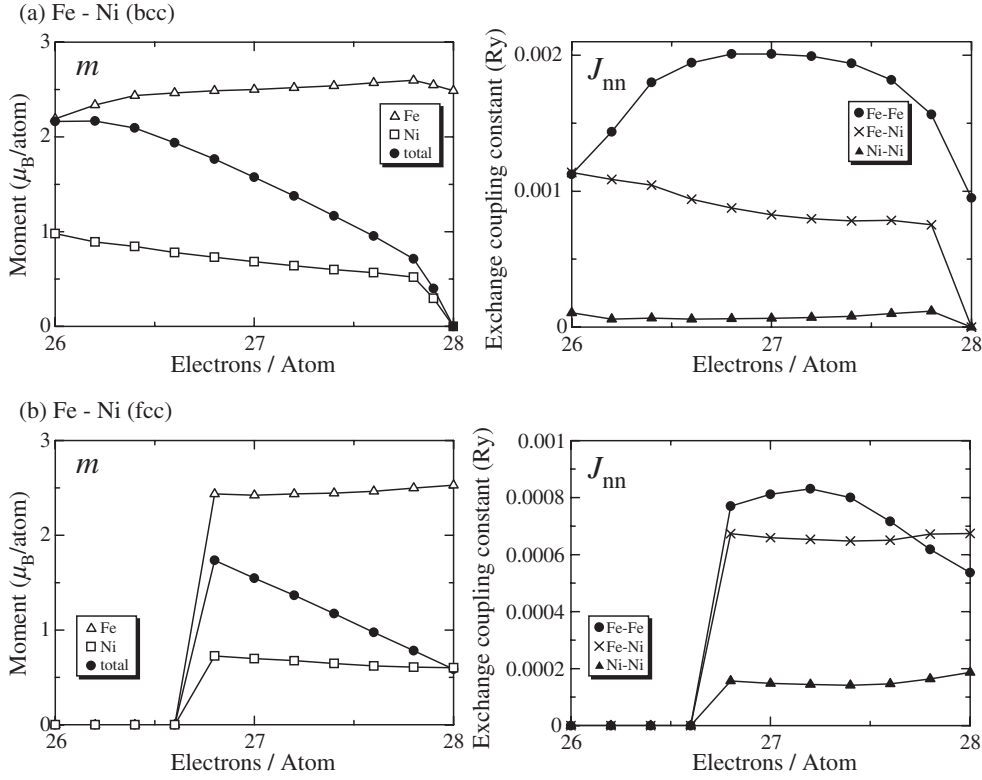 (a) Fe - Ni (bcc)
m
Moment (μB/atom)
3
2
1
0
Fe
Ni
total
26
27
28
Electrons / Atom
Jnn
Exchange coupling constant (Ry)
0.002
0.001
0
Fe-Fe
Fe-Ni
Ni-Ni
26
27
28
Electrons / Atom
(b) Fe - Ni (fcc)
m
Moment (μB/atom)
3
2
1
0
Fe
Ni
total
26
27
28
Electrons / Atom
Jnn
Exchange coupling constant (Ry)
0.001
0.0008
0.0006
0.0004
0.0002
0
Fe-Fe
Fe-Ni
Ni-Ni
26
27
28
Electrons / Atom